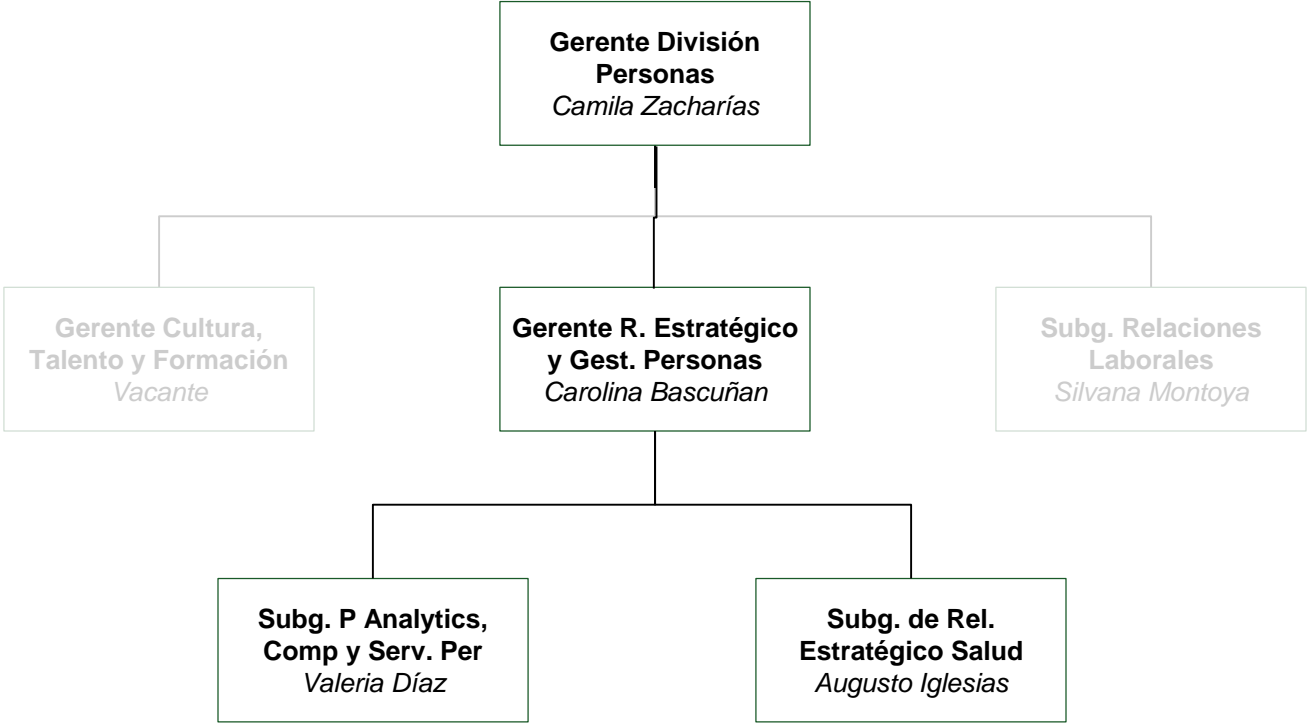 Gerente División
Personas
Camila Zacharías
Gerente Cultura,
Talento y Formación
Vacante
Gerente R. Estratégico
y Gest. Personas
Carolina Bascuñan
Subg. Relaciones
Laborales
Silvana Montoya
Subg. P Analytics,
Comp y Serv. Per
Valeria Díaz
Subg. de Rel.
Estratégico Salud
Augusto Iglesias